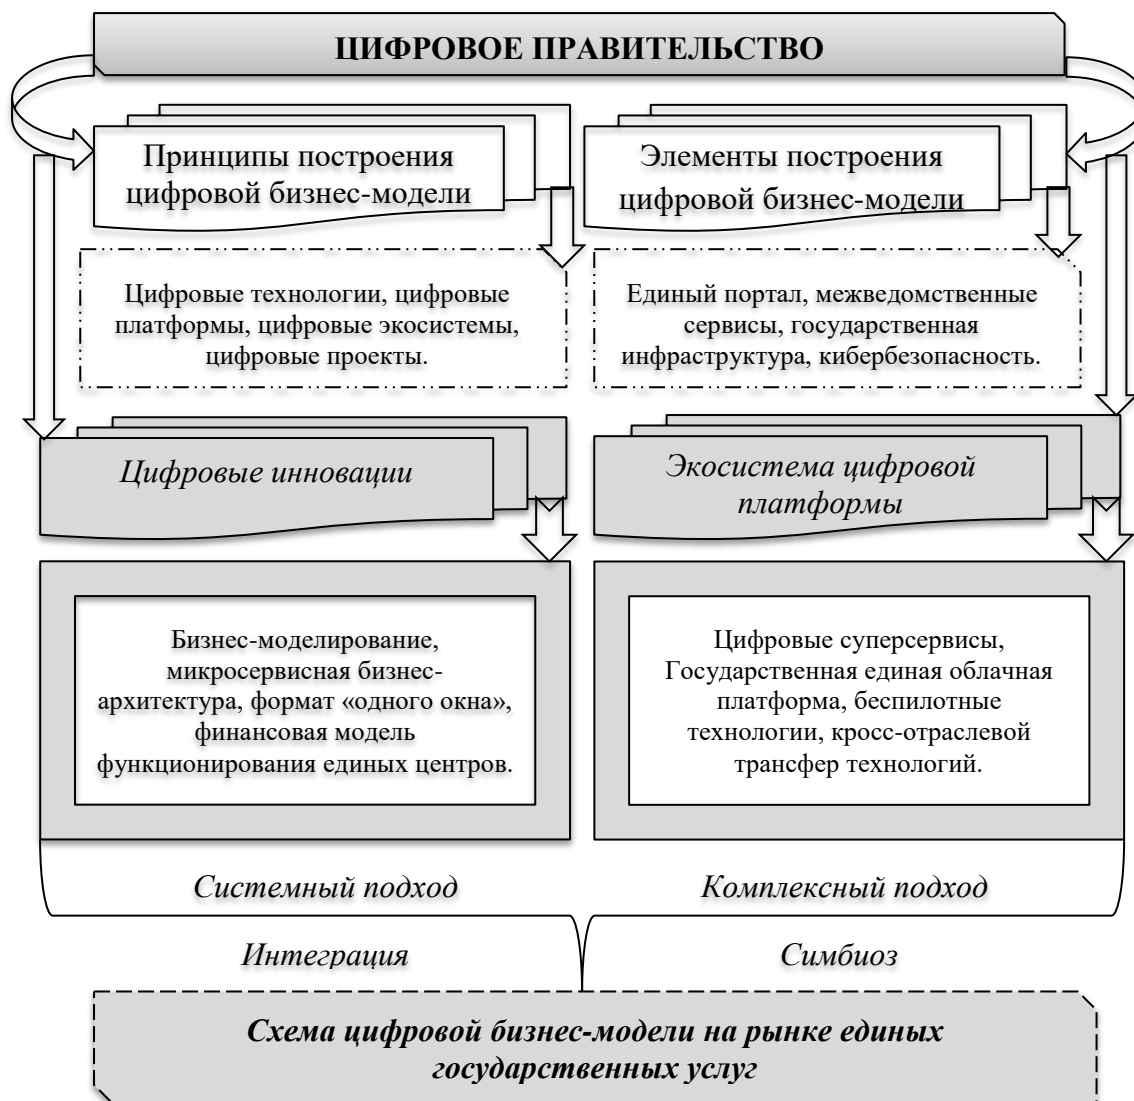 ЦИФРОВОЕ ПРАВИТЕЛЬСТВО
Принципы построения
цифровой бизнес-модели
Элементы построения
цифровой бизнес-модели
Цифровые технологии, цифровые
платформы, цифровые экосистемы,
цифровые проекты.
Единый портал, межведомственные
сервисы, государственная
инфраструктура, кибербезопасность.
Цифровые инновации
Экосистема цифровой
платформы
Бизнес-моделирование,
микросервисная бизнес-
архитектура, формат «одного окна»,
финансовая модель
функционирования единых центров.
Цифровые суперсервисы,
Государственная единая облачная
платформа, беспилотные
технологии, кросс-отраслевой
трансфер технологий.
Системный подход
Комплексный подход
Интеграция
Симбиоз
Схема цифровой бизнес-модели на рынке единых
государственных услуг